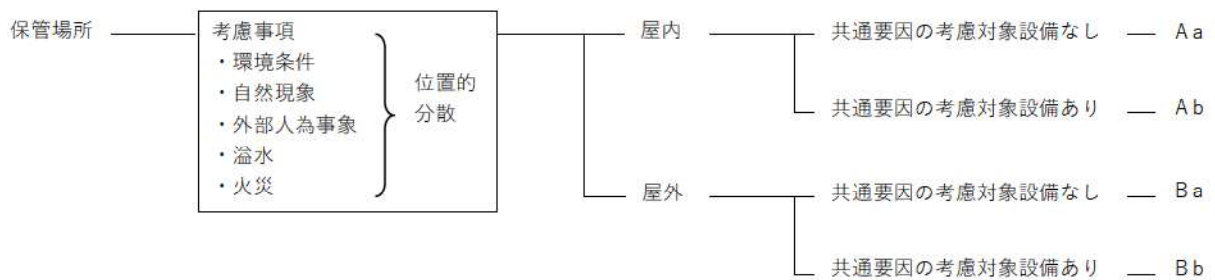 保管場所
考慮事項
・環境条件
・自然現象
・外部人為事象
・溢水
・火災
位置的
分散
屋内
共通要因の考慮対象設備なし
Aa
共通要因の考慮対象設備あり
Ab
屋外
共通要因の考慮対象設備なし
Ba
共通要因の考慮対象設備あり
Bb